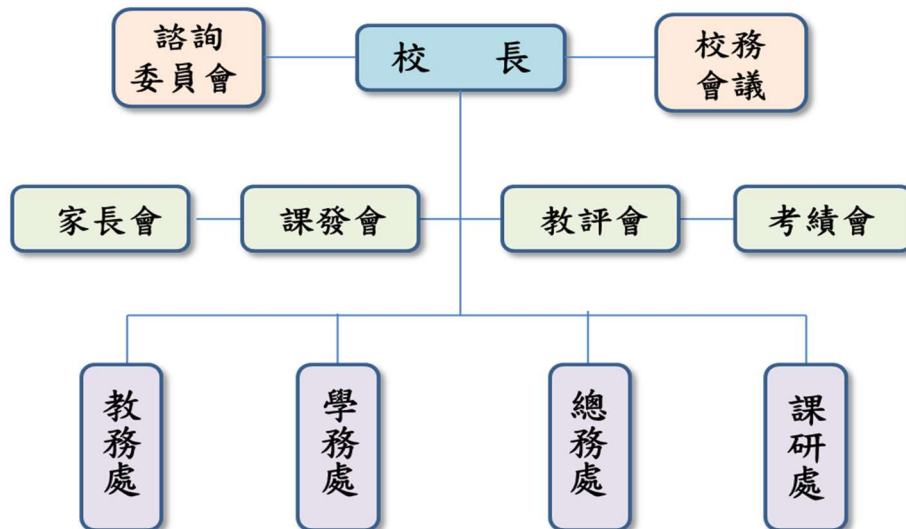 諮詢
委員會
校 長
校務
會議
家長會
課發會
教評會
考績會
教務處
學務處
總務處
課研處